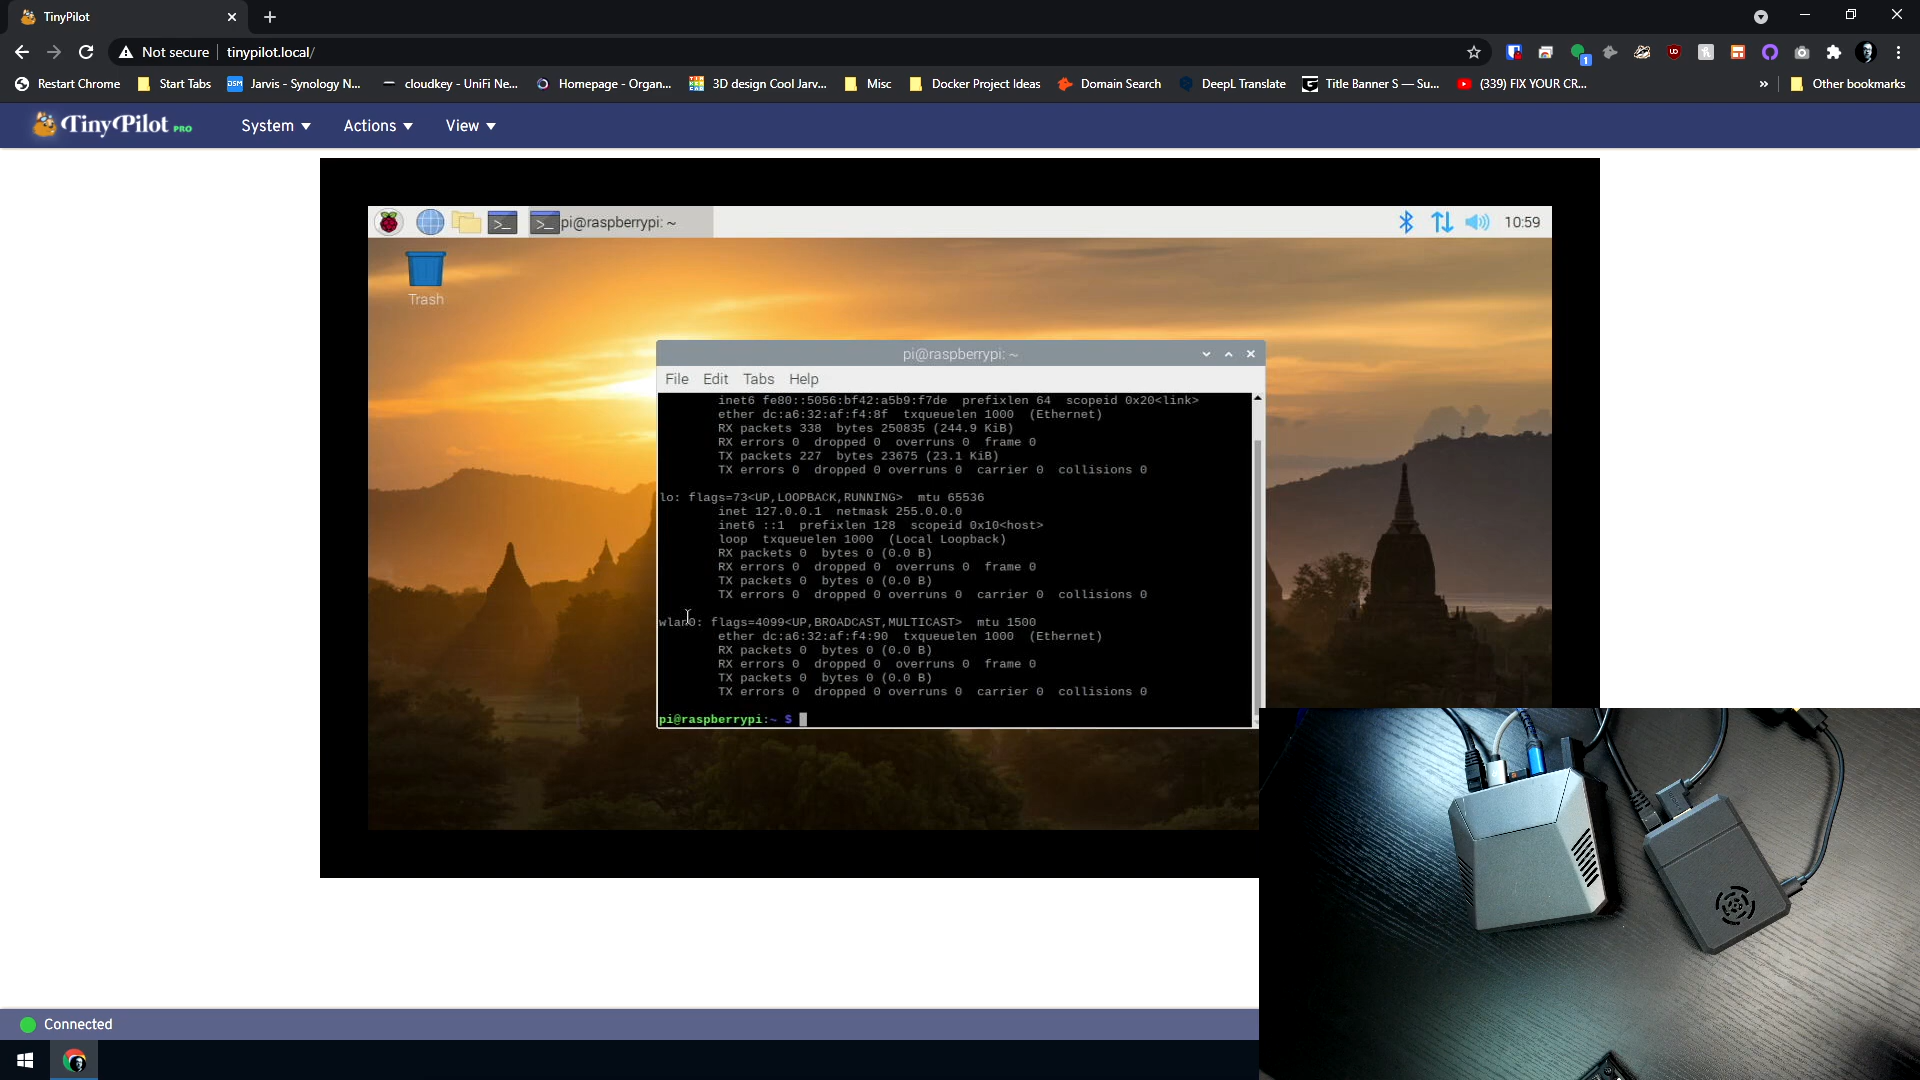 TinyPilot
Not secure
tinypilot.local/
1
Restart Chrome
Start Tabs
DSM
Jarvis - Synology N...
cloudkey - UniFi Ne...
Homepage - Organ...
3D design Cool Jarv...
Misc
Docker Project Ideas
Domain Search
DeepL Translate
Title Banner S — Su...
(339) FIX YOUR CR...
»
Other bookmarks
TinyPilot PRO
System
Actions
View
pi@raspberrypi: ~
10:59
Trash
pi@raspberrypi: ~
File Edit Tabs Help
inet6 fe80::5056:bf42:a5b9:f7de prefixlen 64 scopeid 0x20<link>
ether dc:a6:32:af:f4:8f txqueuelen 1000 (Ethernet)
RX packets 338 bytes 250835 (244.9 KiB)
RX errors 0 dropped 0 overruns 0 frame 0
TX packets 227 bytes 23675 (23.1 KiB)
TX errors 0 dropped 0 overruns 0 carrier 0 collisions 0
lo: flags=73<UP,LOOPBACK,RUNNING> mtu 65536
inet 127.0.0.1 netmask 255.0.0.0
inet6 ::1 prefixlen 128 scopeid 0x10<host>
loop txqueuelen 1000 (Local Loopback)
RX packets 0 bytes 0 (0.0 B)
RX errors 0 dropped 0 overruns 0 frame 0
TX packets 0 bytes 0 (0.0 B)
TX errors 0 dropped 0 overruns 0 carrier 0 collisions 0
wlan0: flags=4099<UP,BROADCAST,MULTICAST> mtu 1500
ether dc:a6:32:af:f4:90 txqueuelen 1000 (Ethernet)
RX packets 0 bytes 0 (0.0 B)
RX errors 0 dropped 0 overruns 0 frame 0
TX packets 0 bytes 0 (0.0 B)
TX errors 0 dropped 0 overruns 0 carrier 0 collisions 0
pi@raspberrypi:~ $
Connected